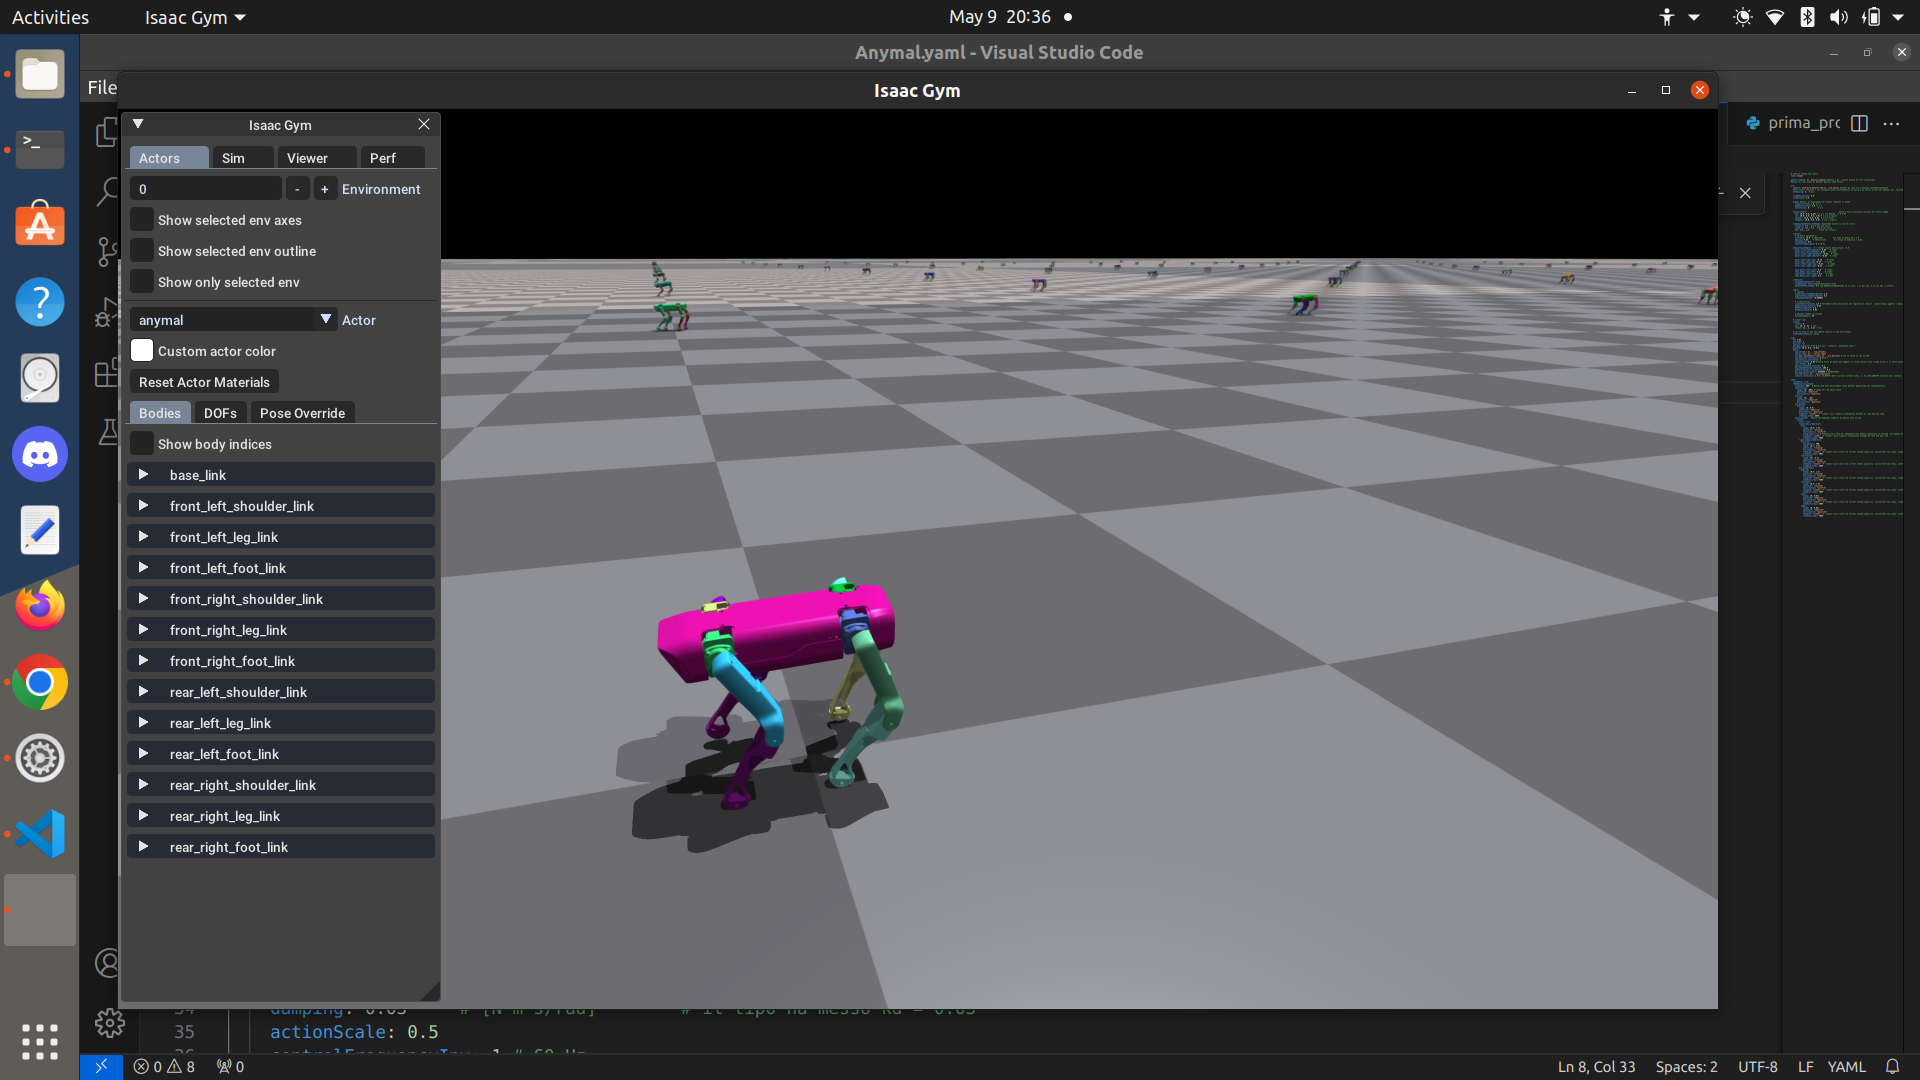 Activities
Isaac Gym
May 9 20:36
Anymal.yaml - Visual Studio Code
File
Isaac Gym
prima_prc
Isaac Gym
Actors Sim Viewer Perf
0 - + Environment
Show selected env axes
Show selected env outline
Show only selected env
anymal Actor
Custom actor color
Reset Actor Materials
Bodies DOFs Pose Override
Show body indices
base_link
front_left_shoulder_link
front_left_leg_link
front_left_foot_link
front_right_shoulder_link
front_right_leg_link
front_right_foot_link
rear_left_shoulder_link
rear_left_leg_link
rear_left_foot_link
rear_right_shoulder_link
rear_right_leg_link
rear_right_foot_link
35 actionScale: 0.5
0 8 0
Ln 8, Col 33 Spaces: 2 UTF-8 LF YAML